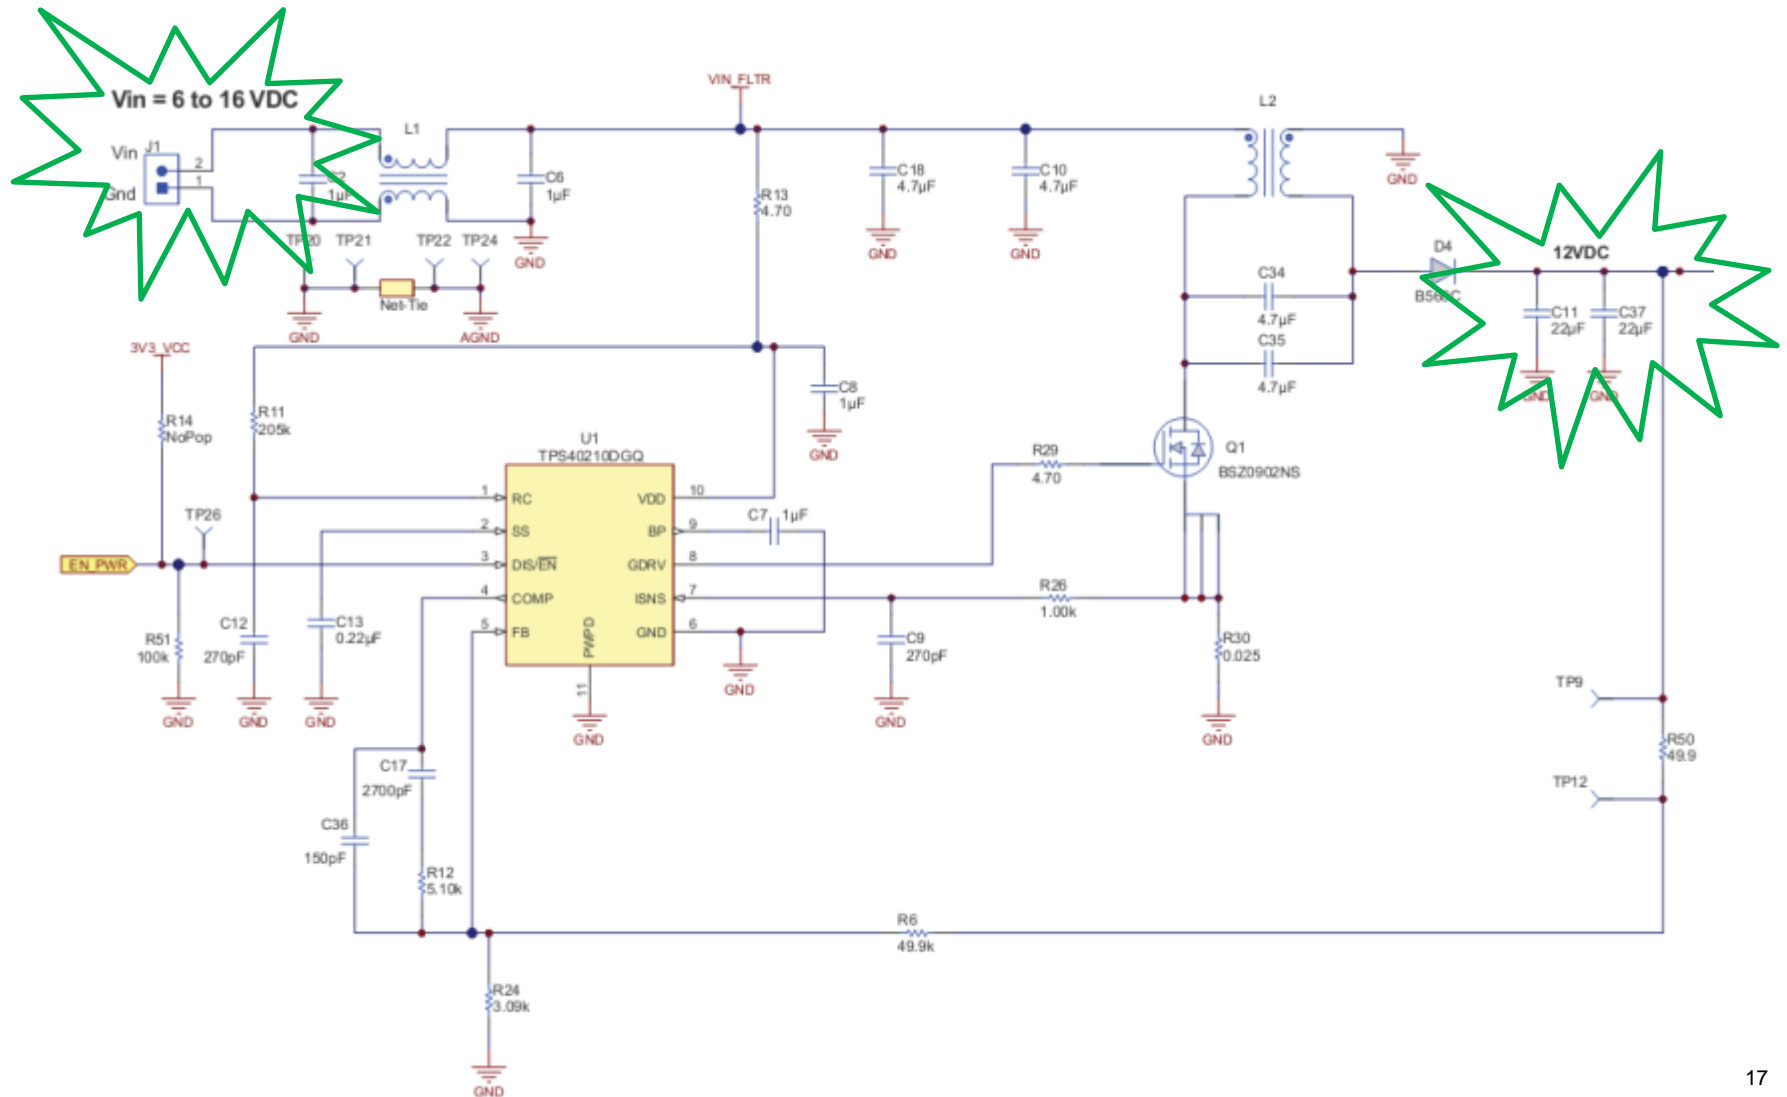 Vin = 6 to 16 VDC
VIN_FLTR
L1
L2
Vin
J1
2
1
Gnd
C2
1µF
C6
1µF
R13
4.70
C18
4.7µF
C10
4.7µF
GND
GND
GND
GND
TP20
TP21
TP22
TP24
Net-Tie
GND
AGND
D4
B560C
12VDC
C34
4.7µF
C35
4.7µF
C11
22µF
C37
22µF
GND
GND
3V3_VCC
R14
NoPop
R11
205k
C8
1µF
GND
U1
TPS40210DGQ
R29
4.70
Q1
BSZ0902NS
1
RC
VDD
10
2
SS
BP
9
3
DIS/EN
GDRV
8
4
COMP
ISNS
7
5
FB
GND
6
PWPD
11
C7
1µF
TP26
EN_PWR
R51
100k
C12
270pF
C13
0.22µF
R26
1.00k
C9
270pF
R30
0.025
GND
GND
GND
GND
GND
GND
GND
TP9
R50
49.9
TP12
C17
2700pF
C36
150pF
R12
5.10k
R6
49.9k
R24
3.09k
GND
17